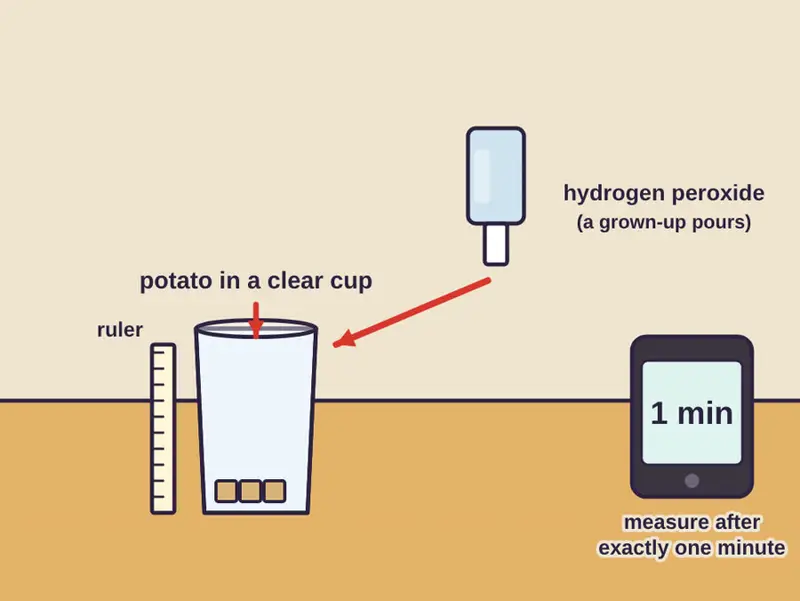 hydrogen peroxide
(a grown-up pours)
potato in a clear cup
ruler
1 min
measure after
exactly one minute